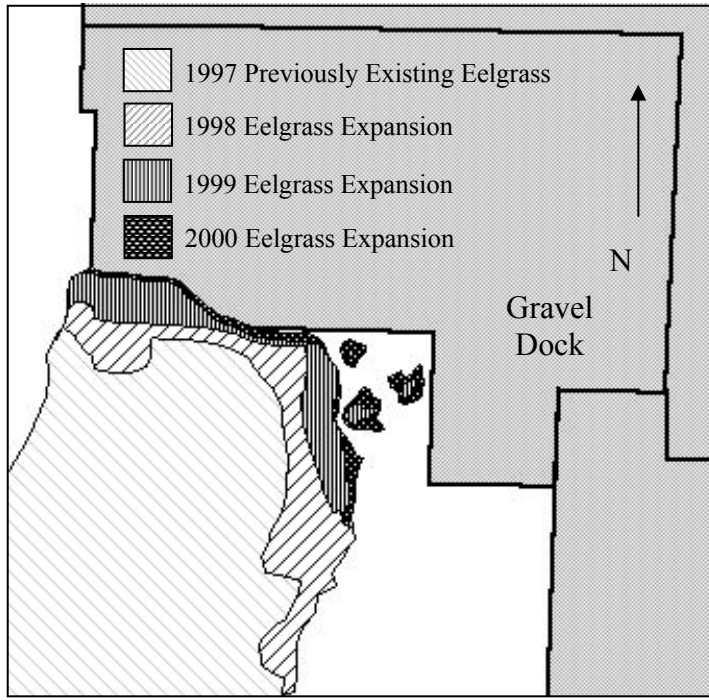 1997 Previously Existing Eelgrass
1998 Eelgrass Expansion
1999 Eelgrass Expansion
2000 Eelgrass Expansion
N
Gravel
Dock